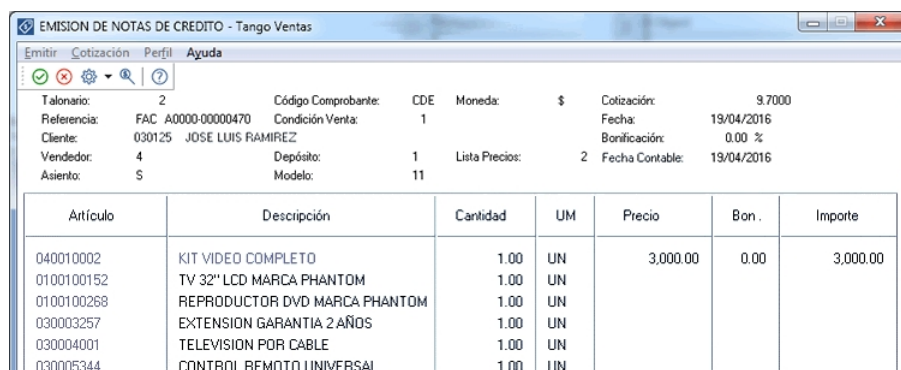 EMISION DE NOTAS DE CREDITO - Tango Ventas
Emitir Cotización Perfil Ayuda
Talonario: 2 Código Comprobante: CDE Moneda: $ Cotización: 9.7000
Referencia: FAC A0000-00000470 Condición Venta: 1 Fecha: 19/04/2016
Cliente: 030125 JOSE LUIS RAMIREZ Bonificación: 0.00 %
Vendedor: 4 Depósito: 1 Lista Precios: 2 Fecha Contable: 19/04/2016
Asiento: S Modelo: 11
Artículo Descripción Cantidad UM Precio Bon. Importe
040010002 KIT VIDEO COMPLETO 1.00 UN 3,000.00 0.00 3,000.00
0100100152 TV 32" LCD MARCA PHANTOM 1.00 UN
0100100268 REPRODUCTOR DVD MARCA PHANTOM 1.00 UN
030003257 EXTENSION GARANTIA 2 AÑOS 1.00 UN
030004001 TELEVISION POR CABLE 1.00 UN
030005344 CONTROL REMOTO UNIVERSAL 1.00 UN